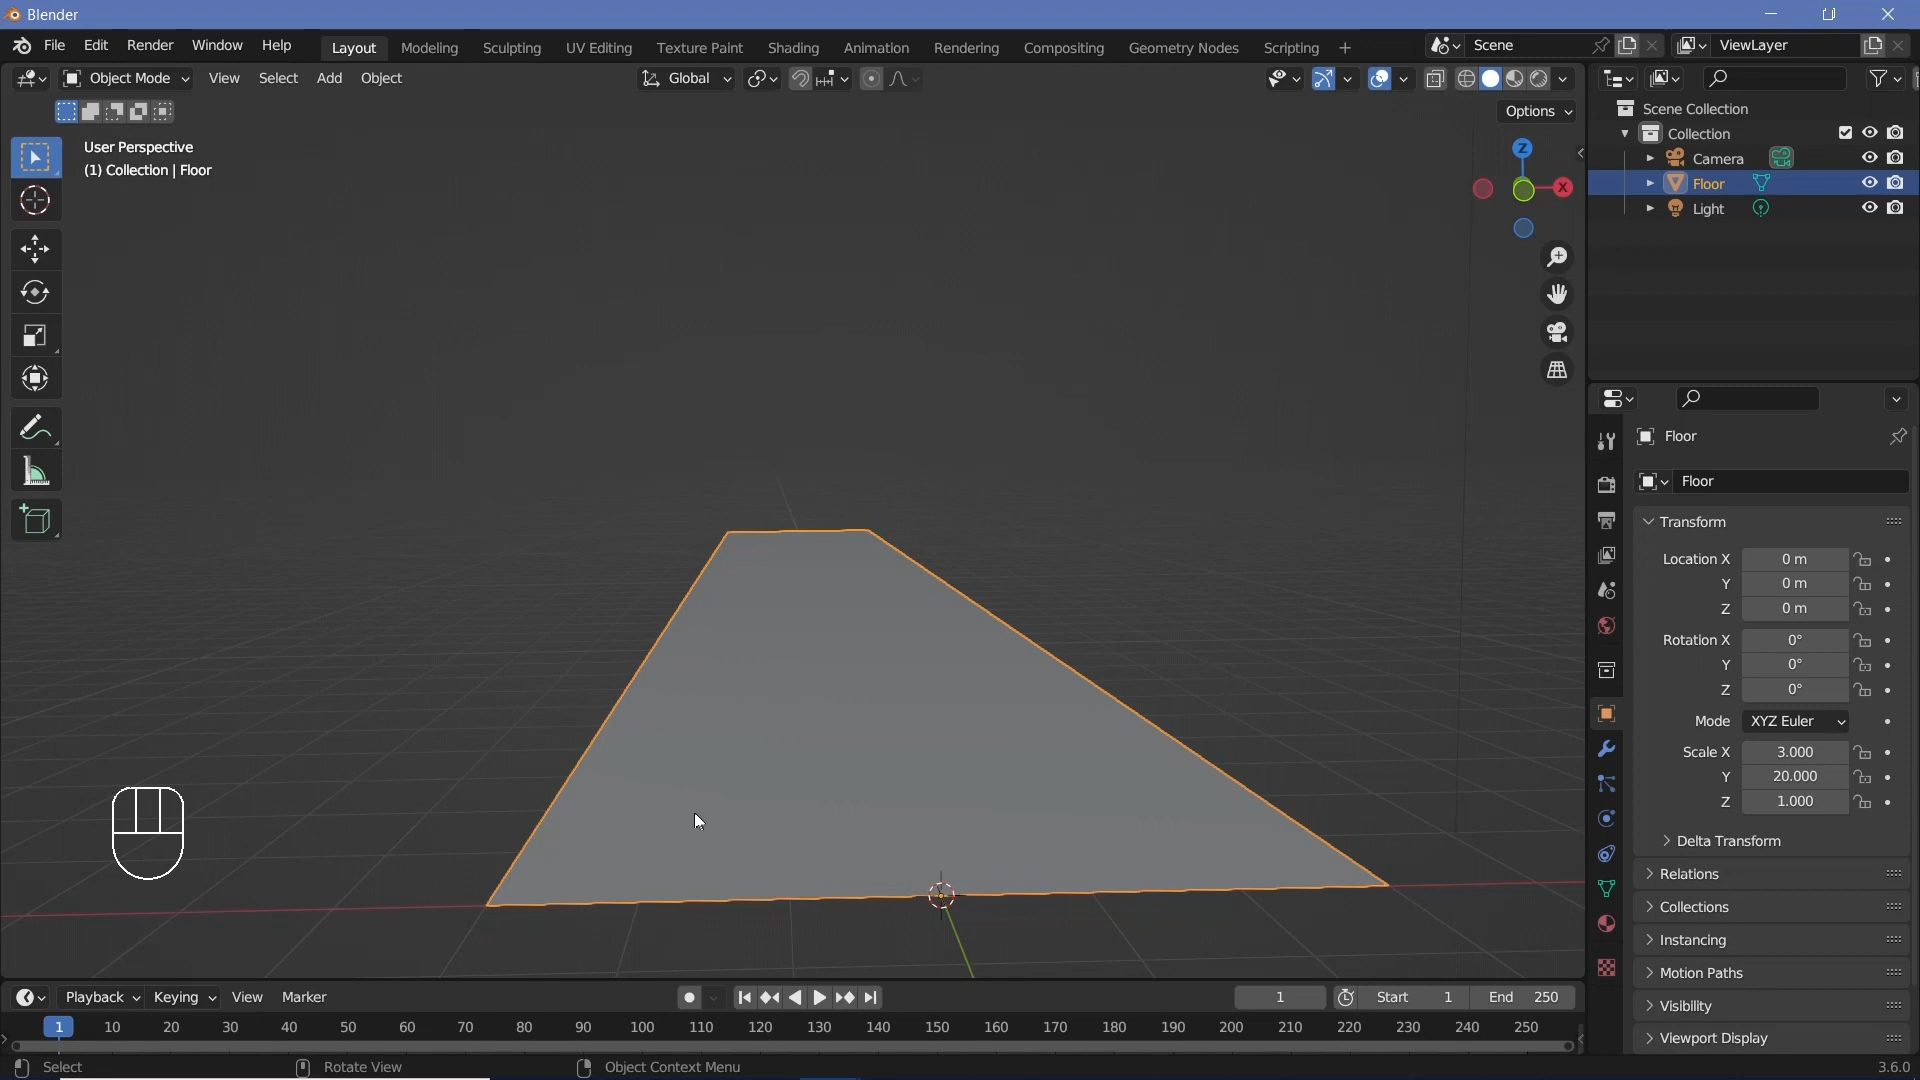 Blender
File Edit Render Window Help Layout Modeling Sculpting UV Editing Texture Paint Shading Animation Rendering Compositing Geometry Nodes Scripting + Scene ViewLayer
Object Mode View Select Add Object Global
Options
User Perspective
(1) Collection | Floor
Z
X
Scene Collection
Collection
Camera
Floor
Light
Floor
Floor
Transform
Location X 0 m
Y 0 m
Z 0 m
Rotation X 0°
Y 0°
Z 0°
Mode XYZ Euler
Scale X 3.000
Y 20.000
Z 1.000
Delta Transform
Relations
Collections
Instancing
Motion Paths
Visibility
Viewport Display
Playback Keying View Marker 1 Start 1 End 250
1 10 20 30 40 50 60 70 80 90 100 110 120 130 140 150 160 170 180 190 200 210 220 230 240 250
Select Rotate View Object Context Menu 3.6.0